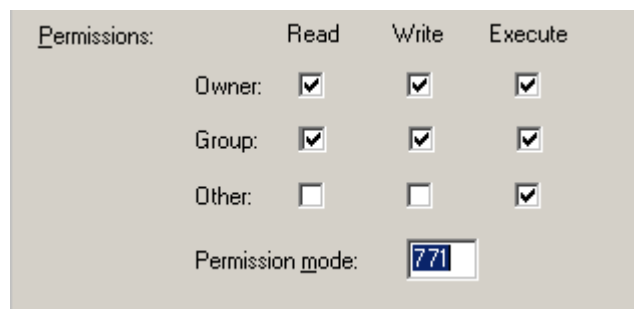 Permissions: Read Write Execute
Owner:
Group:
Other:
Permission mode: 771